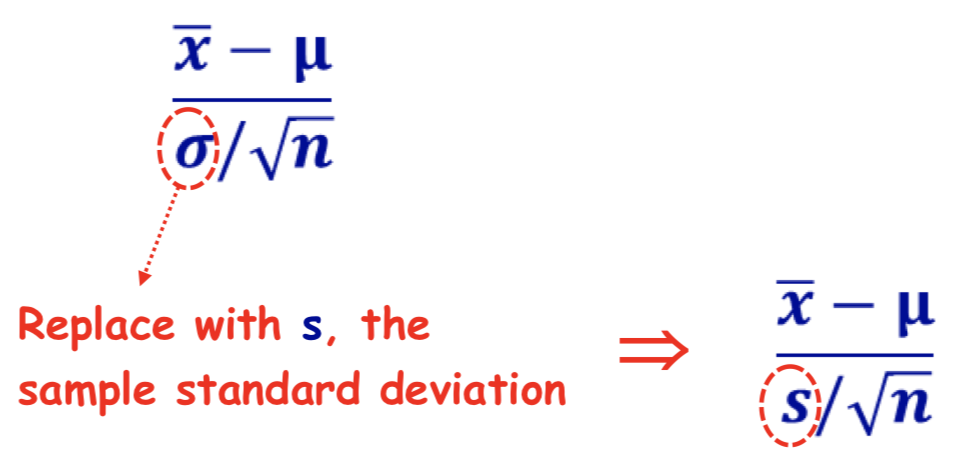 x̅ − μ
σ/√n
Replace with s, the
sample standard deviation
⇒
x̅ − μ
s/√n